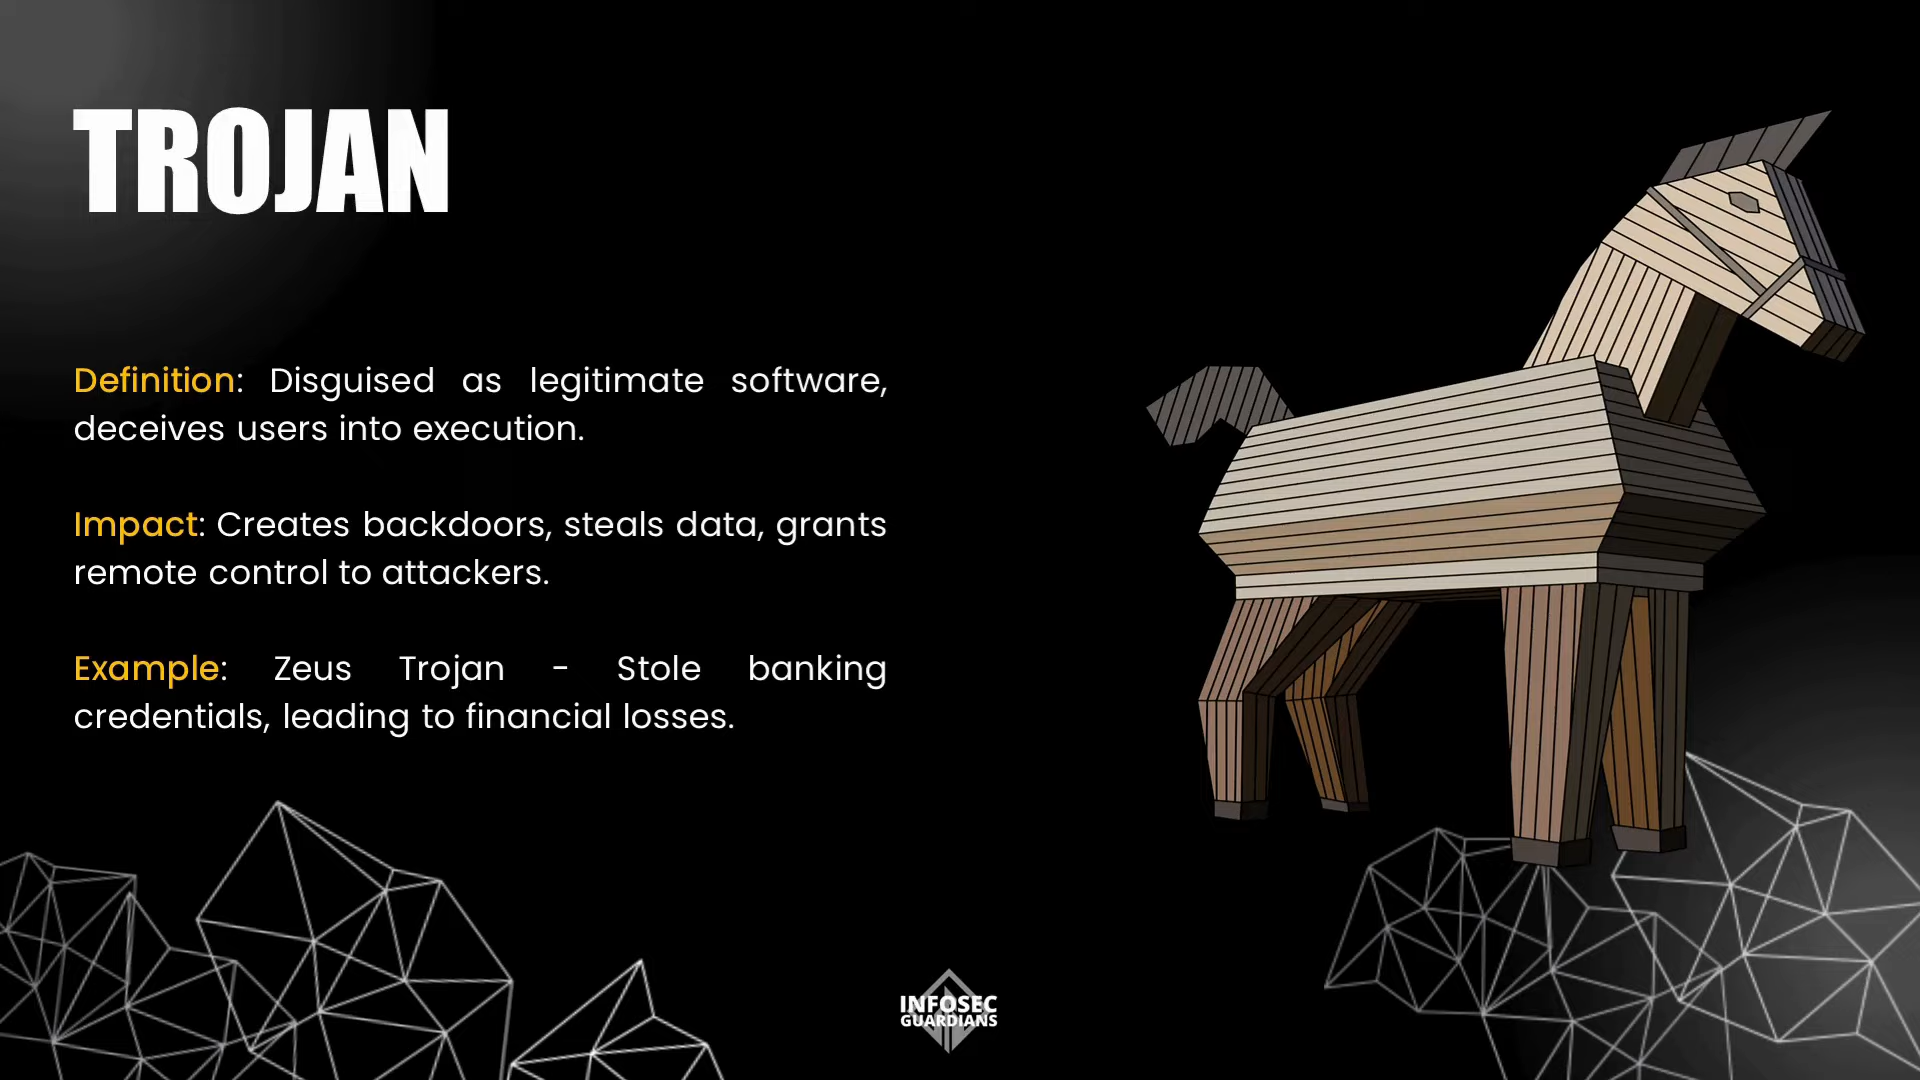 TROJAN
Definition: Disguised as legitimate software,
deceives users into execution.
Impact: Creates backdoors, steals data, grants
remote control to attackers.
Example: Zeus Trojan - Stole banking
credentials, leading to financial losses.
INFOSEC
GUARDIANS